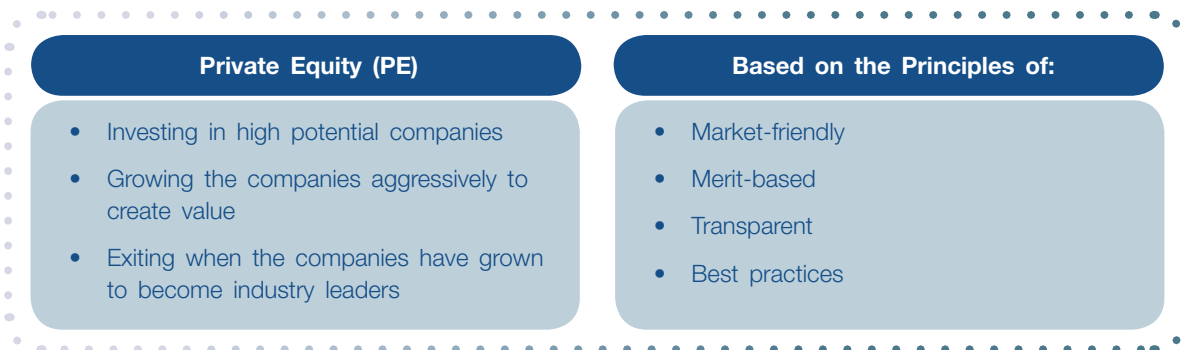 Private Equity (PE)
• Investing in high potential companies
• Growing the companies aggressively to
create value
• Exiting when the companies have grown
to become industry leaders
Based on the Principles of:
• Market-friendly
• Merit-based
• Transparent
• Best practices